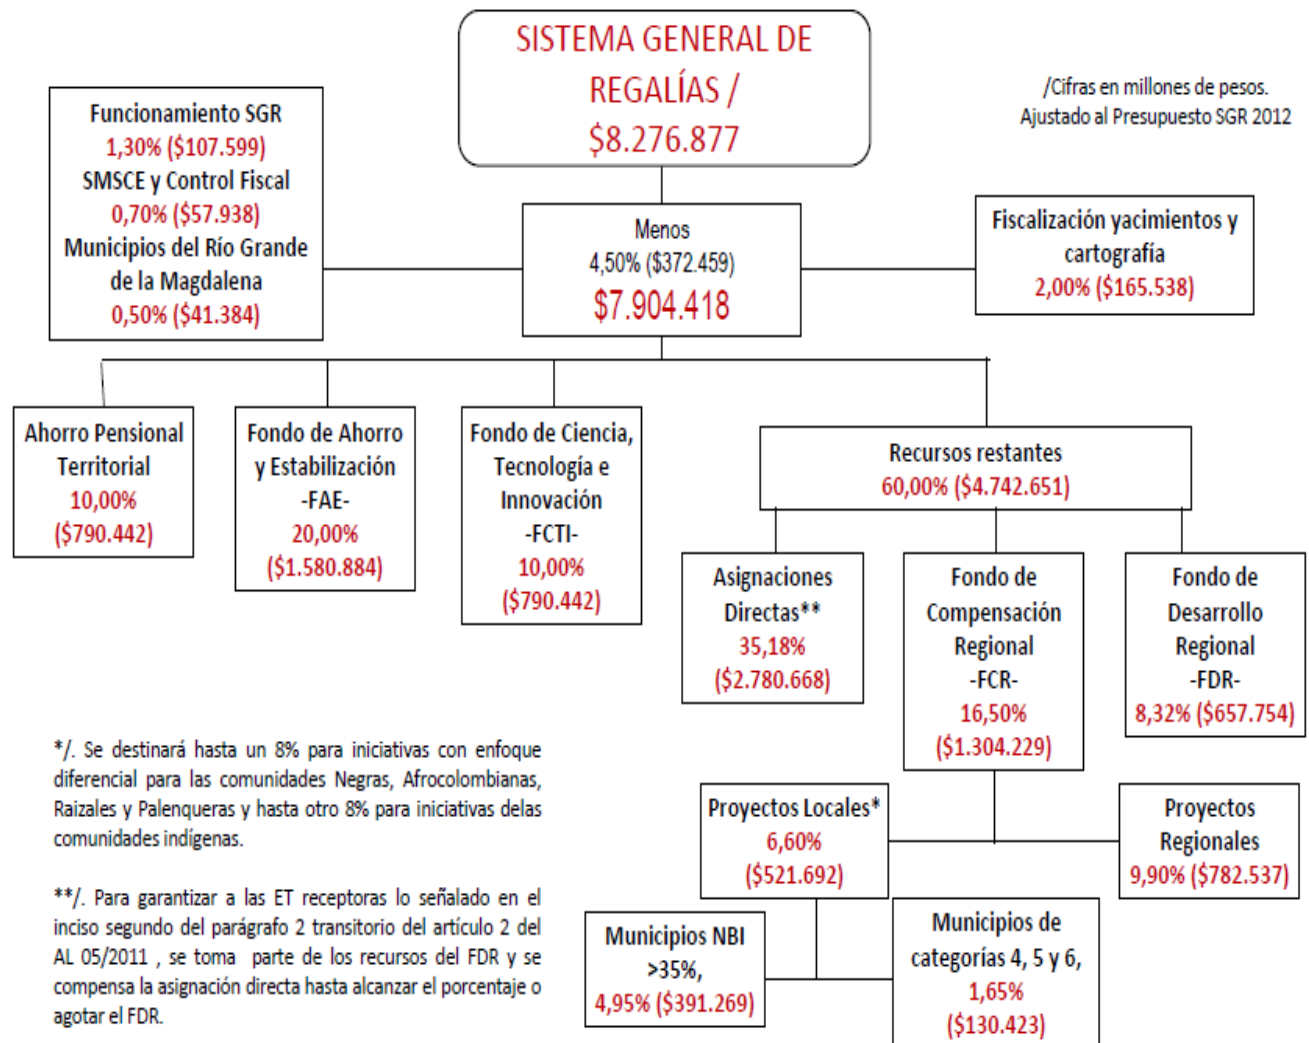 SISTEMA GENERAL DE
REGALÍAS /
$8.276.877
/Cifras en millones de pesos.
Ajustado al Presupuesto SGR 2012
Funcionamiento SGR
1,30% ($107.599)
SMSCE y Control Fiscal
0,70% ($57.938)
Municipios del Río Grande
de la Magdalena
0,50% ($41.384)
Menos
4,50% ($372.459)
$7.904.418
Fiscalización yacimientos y
cartografía
2,00% ($165.538)
Ahorro Pensional
Territorial
10,00%
($790.442)
Fondo de Ahorro
y Estabilización
-FAE-
20,00%
($1.580.884)
Fondo de Ciencia,
Tecnología e
Innovación
-FCTI-
10,00%
($790.442)
Recursos restantes
60,00% ($4.742.651)
Asignaciones
Directas**
35,18%
($2.780.668)
Fondo de
Compensación
Regional
-FCR-
16,50%
($1.304.229)
Fondo de
Desarrollo
Regional
-FDR-
8,32% ($657.754)
Proyectos Locales*
6,60%
($521.692)
Proyectos
Regionales
9,90% ($782.537)
Municipios NBI
>35%,
4,95% ($391.269)
Municipios de
categorías 4, 5 y 6,
1,65%
($130.423)
*/. Se destinará hasta un 8% para iniciativas con enfoque
diferencial para las comunidades Negras, Afrocolombianas,
Raizales y Palenqueras y hasta otro 8% para iniciativas delas
comunidades indígenas.
**/. Para garantizar a las ET receptoras lo señalado en el
inciso segundo del parágrafo 2 transitorio del artículo 2 del
AL 05/2011 , se toma parte de los recursos del FDR y se
compensa la asignación directa hasta alcanzar el porcentaje o
agotar el FDR.